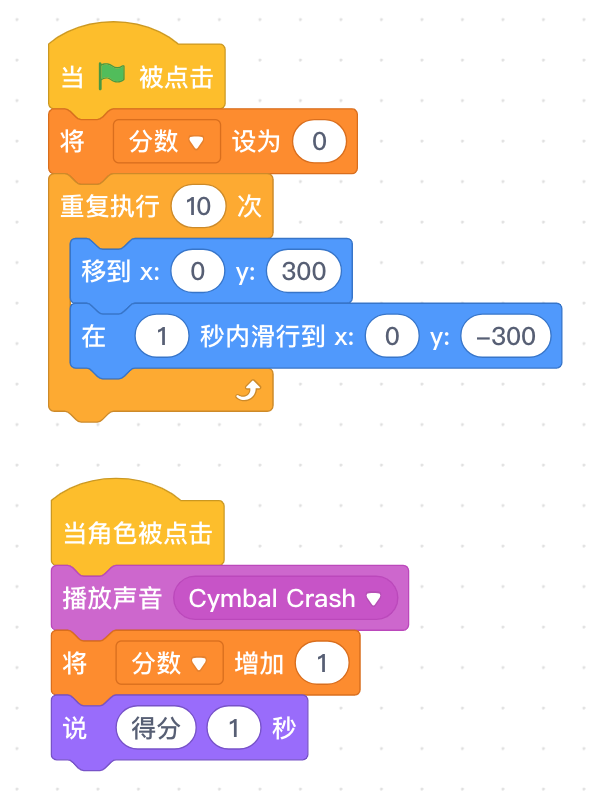 当 被点击
将 分数 设为 0
重复执行 10 次
移到 x: 0 y: 300
在 1 秒内滑行到 x: 0 y: -300
当角色被点击
播放声音 Cymbal Crash
将 分数 增加 1
说 得分 1 秒